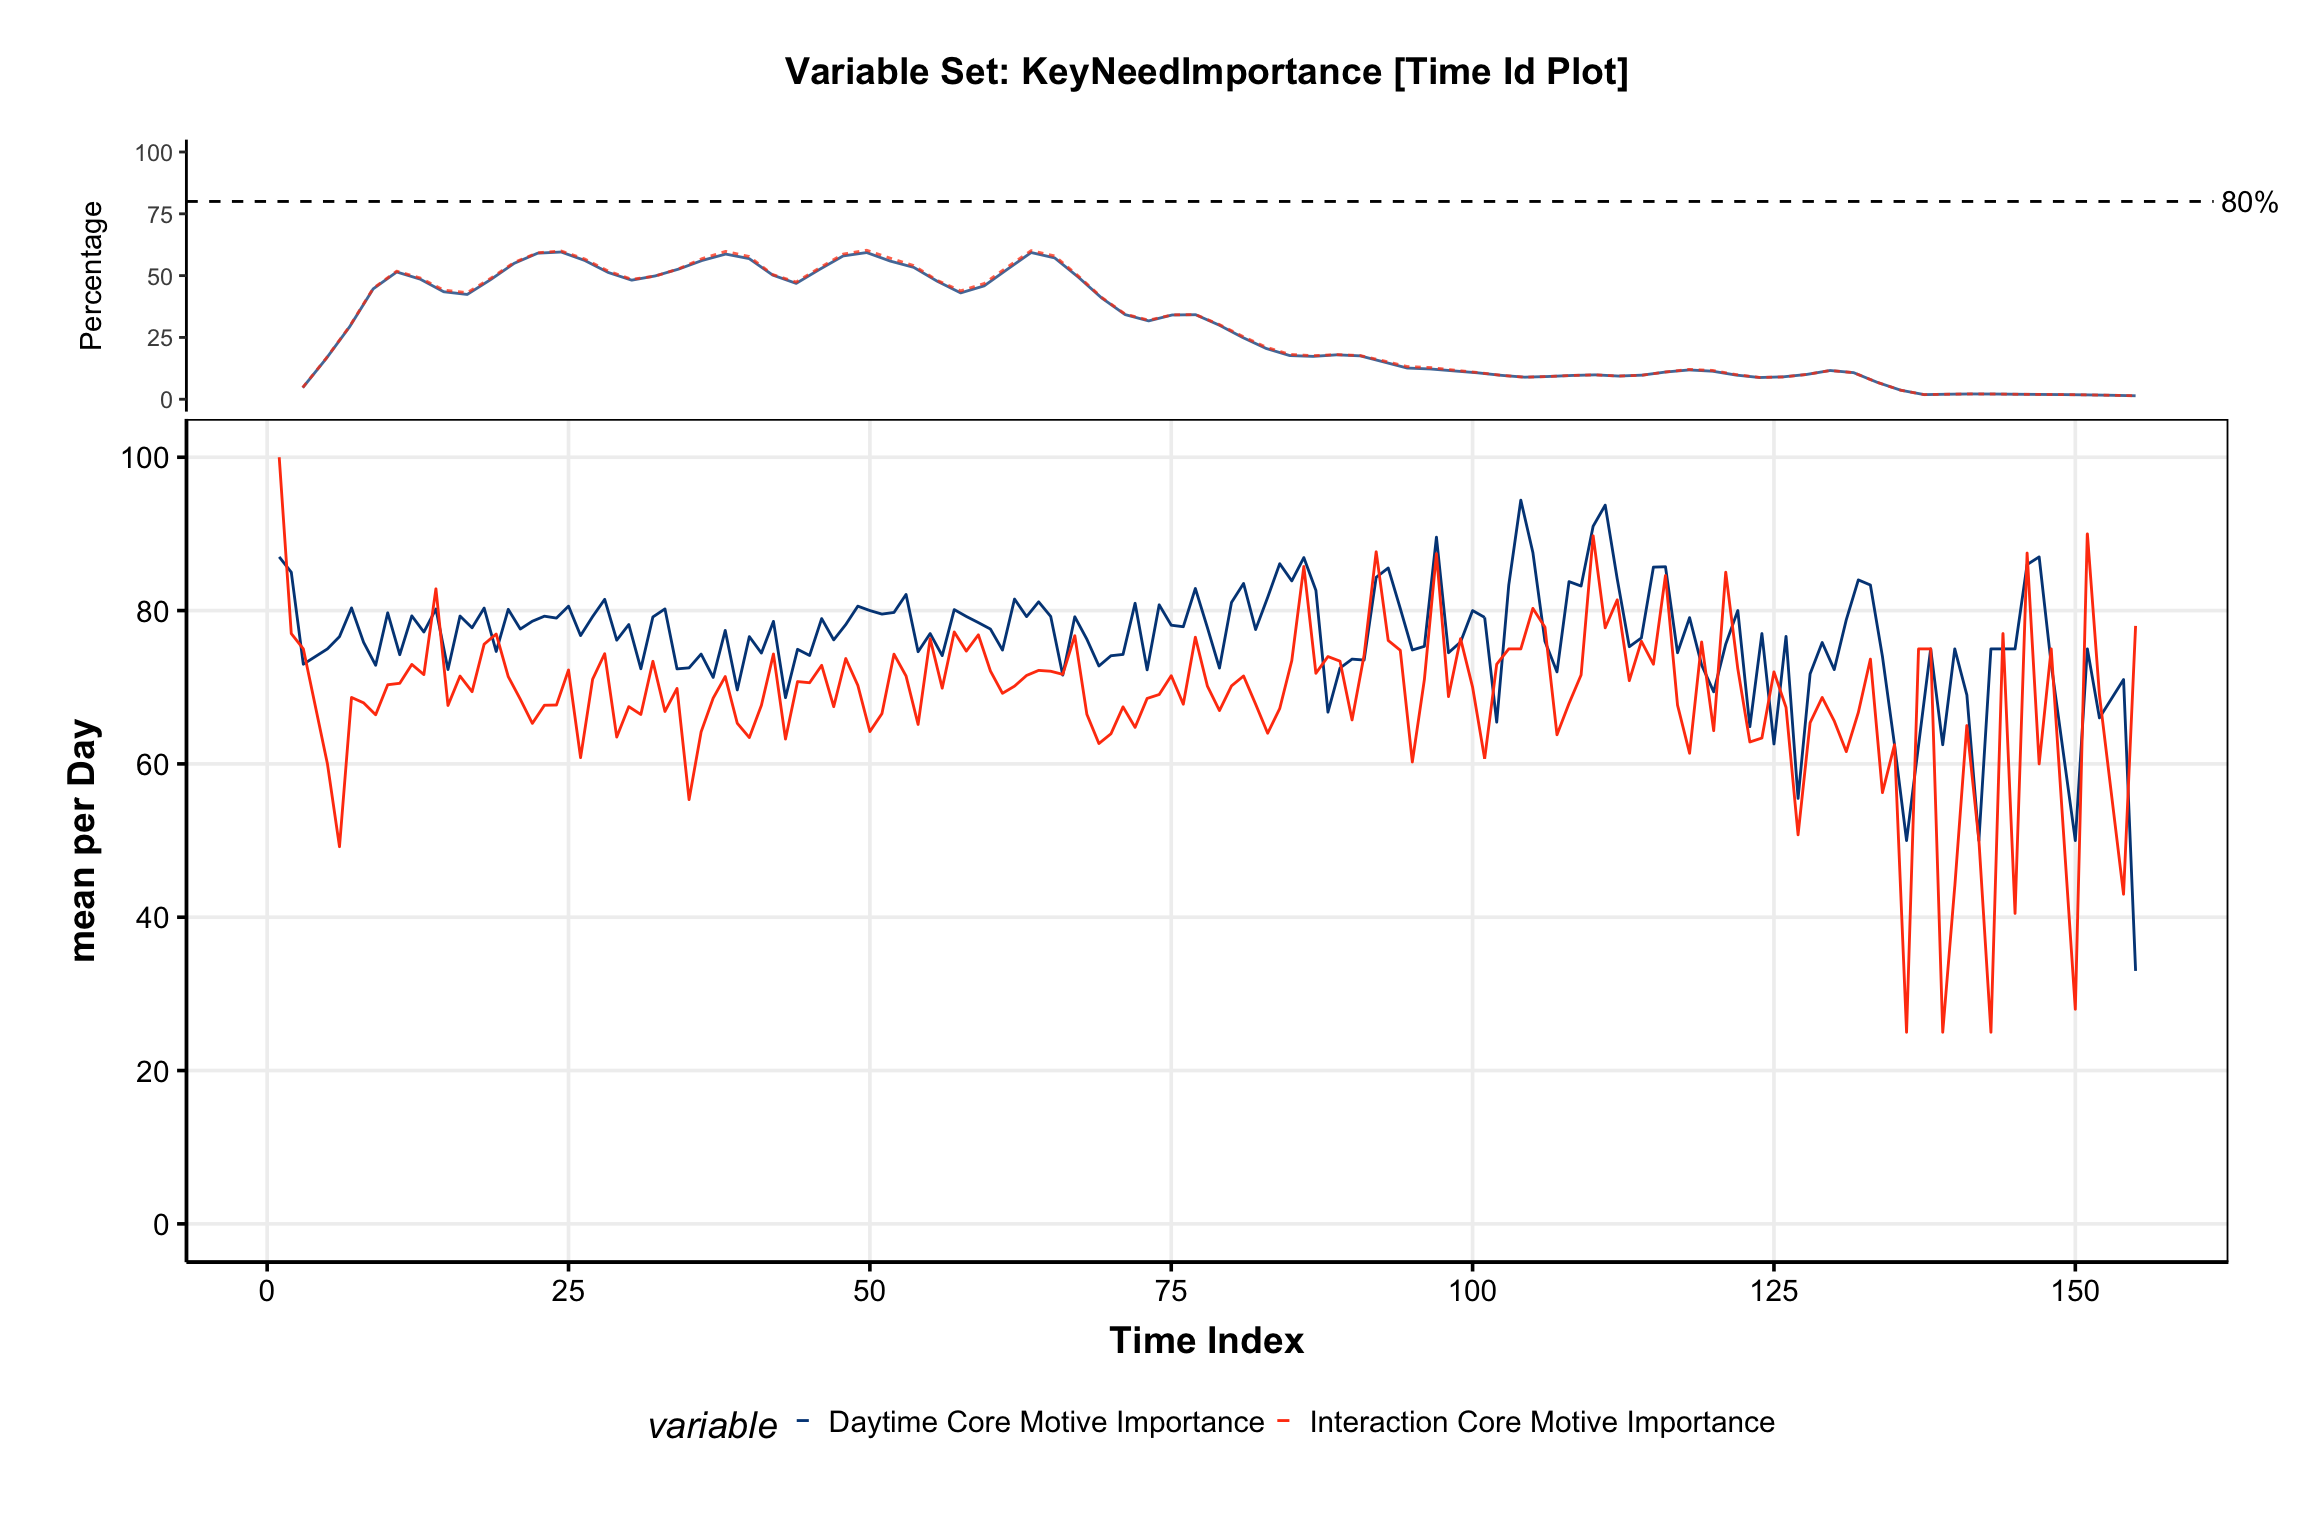 Variable Set: KeyNeedImportance [Time Id Plot]
Percentage
100
75
50
25
0
80%
mean per Day
100
80
60
40
20
0
0 25 50 75 100 125 150
Time Index
variable Daytime Core Motive Importance Interaction Core Motive Importance